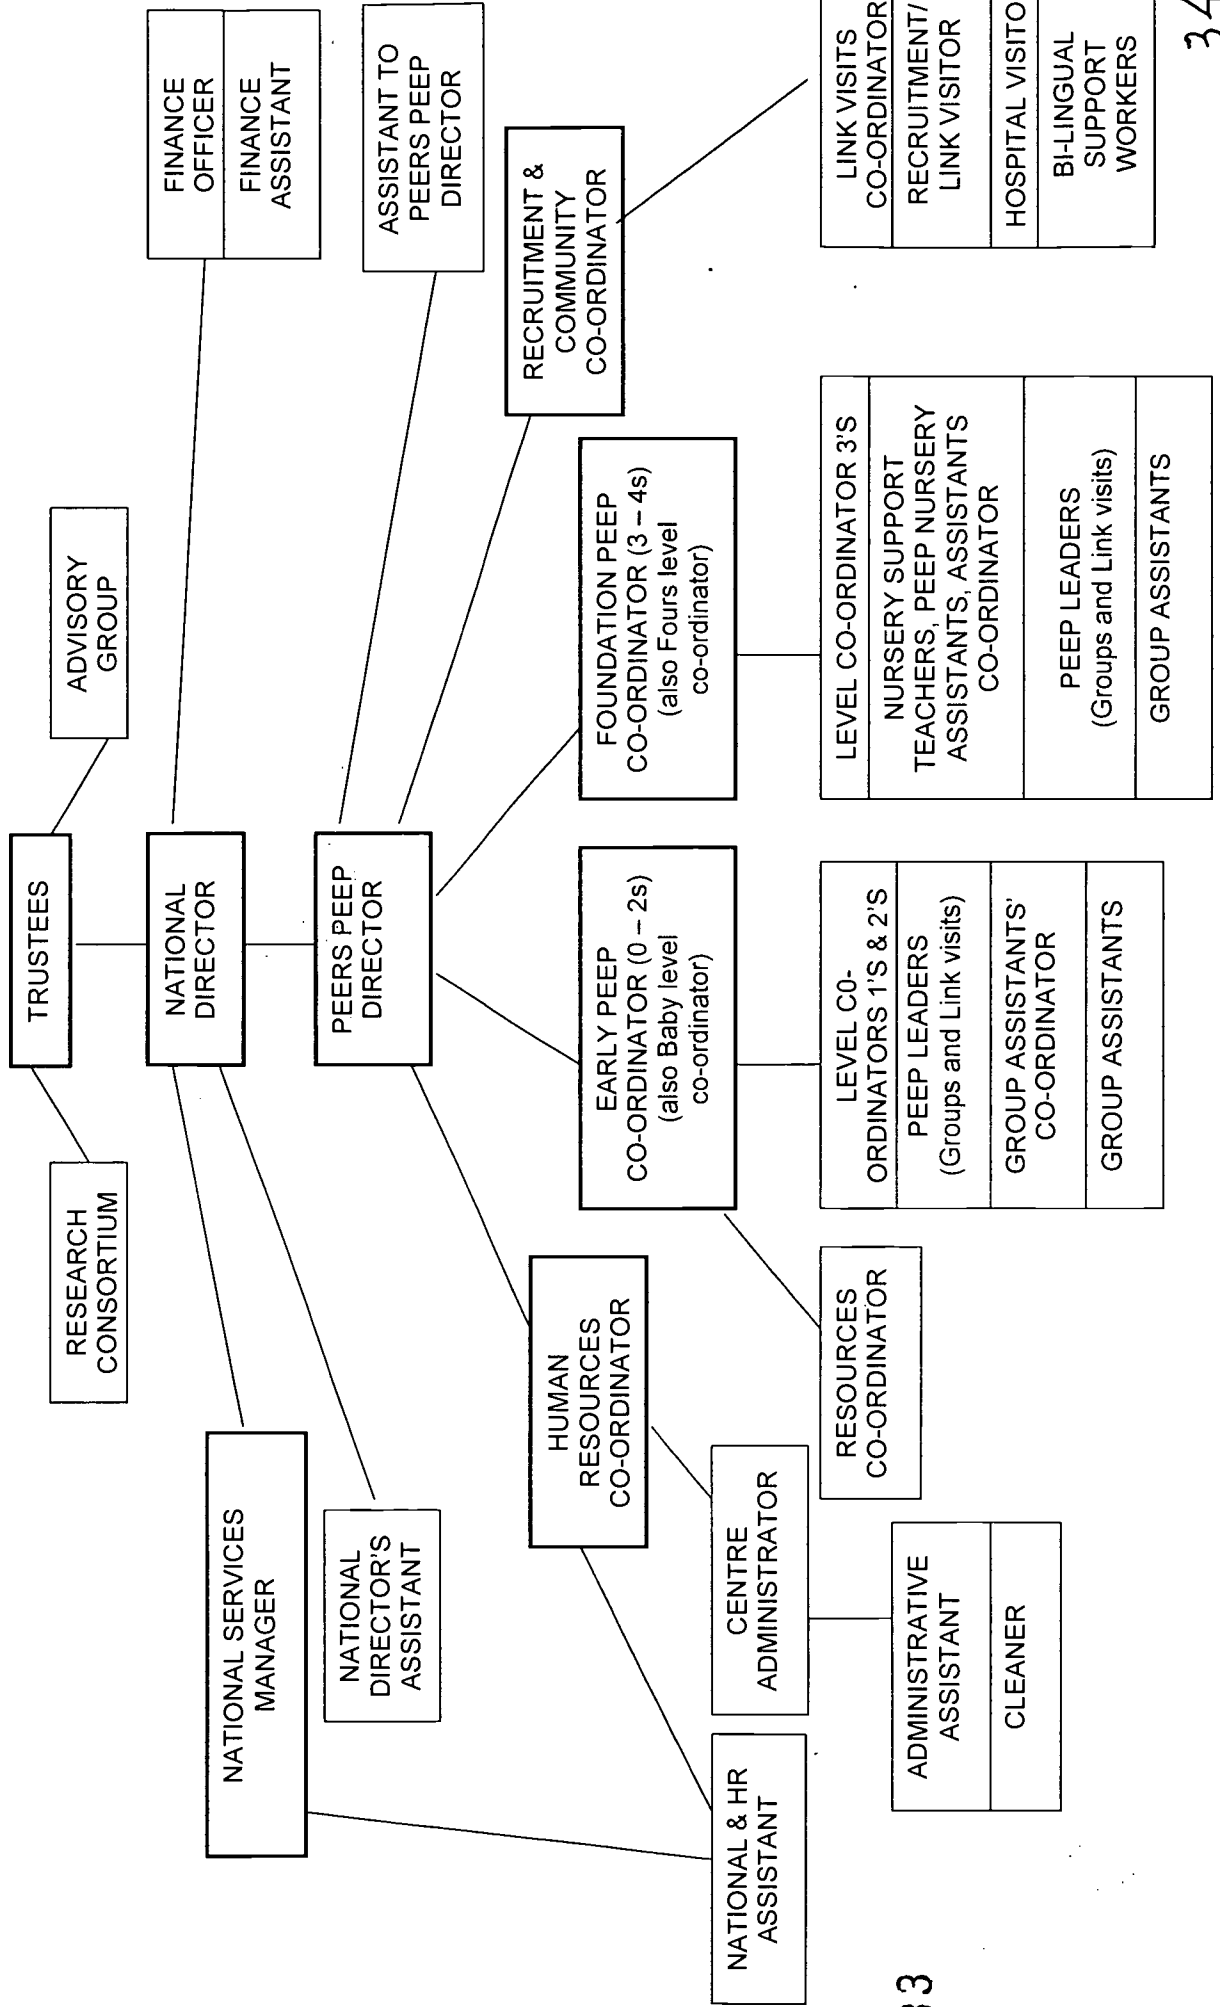 TRUSTEES
RESEARCH
CONSORTIUM
ADVISORY
GROUP
NATIONAL
DIRECTOR
FINANCE
OFFICER
FINANCE
ASSISTANT
NATIONAL SERVICES
MANAGER
NATIONAL
DIRECTOR'S
ASSISTANT
PEERS PEEP
DIRECTOR
ASSISTANT TO
PEERS PEEP
DIRECTOR
HUMAN
RESOURCES
CO-ORDINATOR
RECRUITMENT &
COMMUNITY
CO-ORDINATOR
EARLY PEEP
CO-ORDINATOR (0 – 2s)
(also Baby level
co-ordinator)
FOUNDATION PEEP
CO-ORDINATOR (3 – 4s)
(also Fours level
co-ordinator)
NATIONAL & HR
ASSISTANT
CENTRE
ADMINISTRATOR
ADMINISTRATIVE
ASSISTANT
CLEANER
RESOURCES
CO-ORDINATOR
LEVEL C0-
ORDINATORS 1'S & 2'S
PEEP LEADERS
(Groups and Link visits)
GROUP ASSISTANTS'
CO-ORDINATOR
GROUP ASSISTANTS
LEVEL CO-ORDINATOR 3'S
NURSERY SUPPORT
TEACHERS, PEEP NURSERY
ASSISTANTS, ASSISTANTS
CO-ORDINATOR
PEEP LEADERS
(Groups and Link visits)
GROUP ASSISTANTS
LINK VISITS
CO-ORDINATOR
RECRUITMENT/
LINK VISITOR
HOSPITAL VISITO
BI-LINGUAL
SUPPORT
WORKERS
33
34